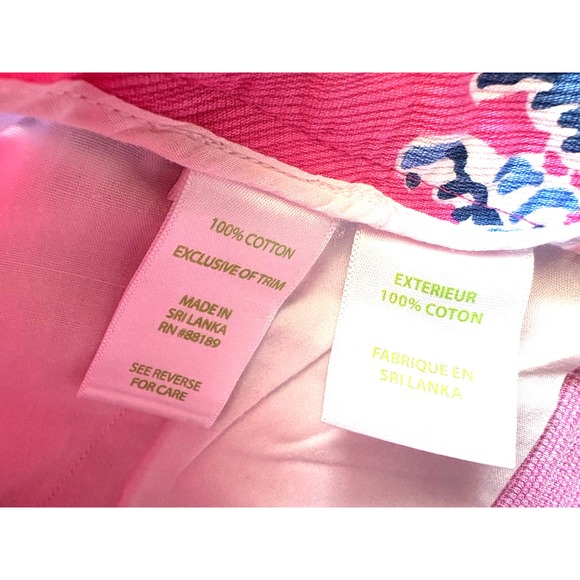 100% COTTON
EXCLUSIVE OF TRIM
MADE IN
SRI LANKA
RN #88189
SEE REVERSE
FOR CARE
EXTERIEUR
100% COTON
FABRIQUE EN
SRI LANKA